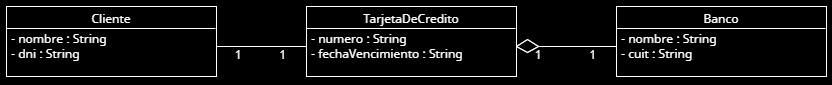 Cliente
- nombre : String
- dni : String
1
1
TarjetaDeCredito
- numero : String
- fechaVencimiento : String
1
1
Banco
- nombre : String
- cuit : String